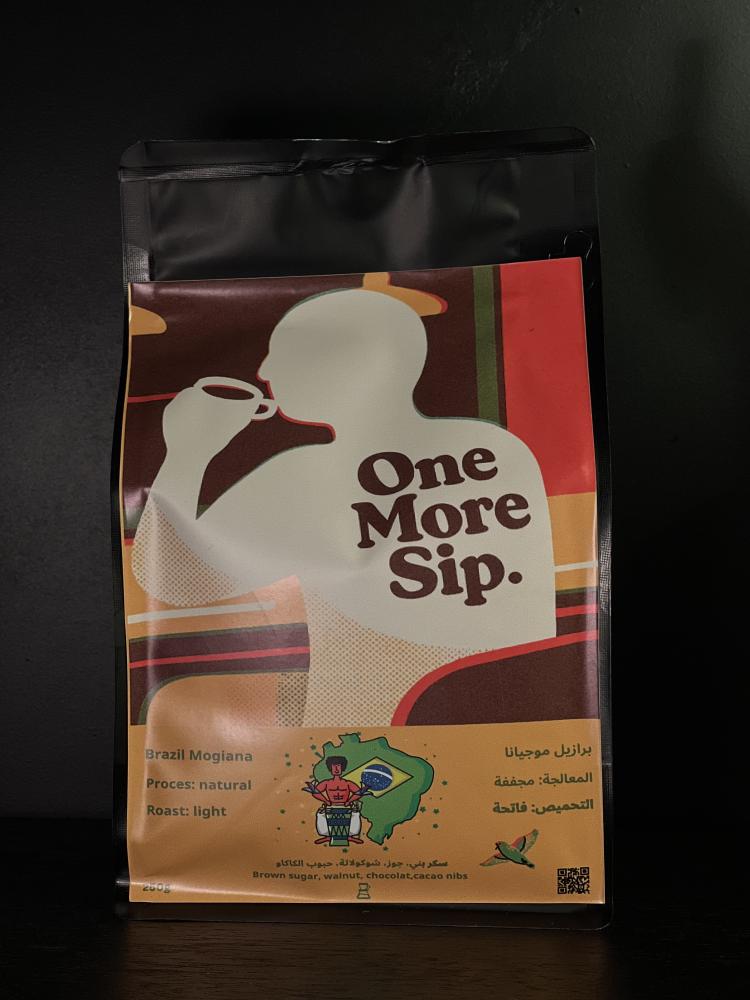 One
More
Sip.
Brazil Mogiana
Proces: natural
Roast: light
برازيل موجيانا
المعالجة: مجففة
التحميص: فاتحة
سكر بني، جوز، شوكولاتة، حبوب الكاكاو
Brown sugar, walnut, chocolat,cacao nibs
250g